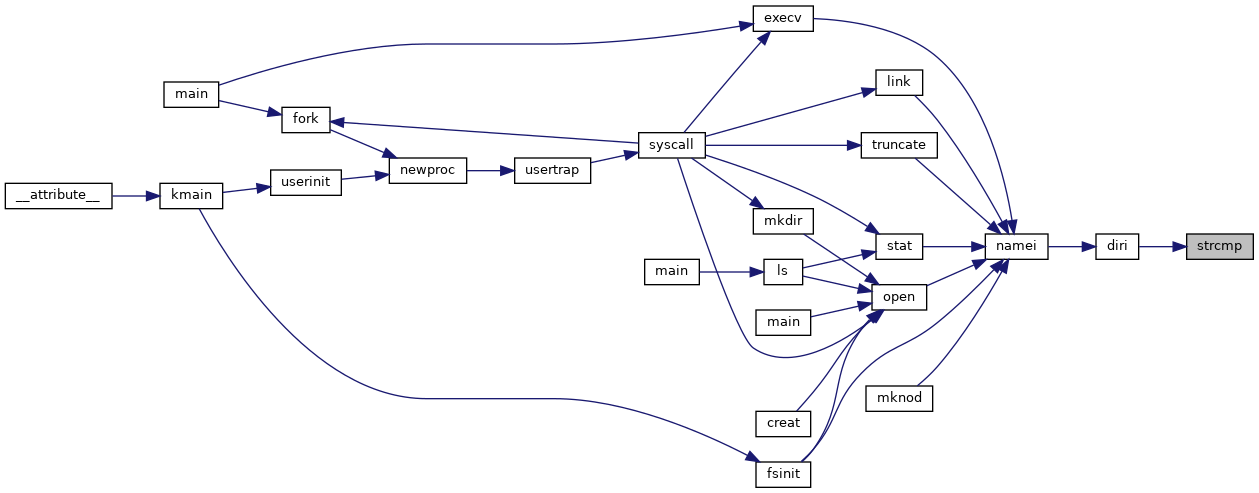 execv
main
link
fork
syscall
truncate
newproc
usertrap
userinit
__attribute__
kmain
mkdir
stat
namei
diri
strcmp
main
ls
open
main
mknod
creat
fsinit